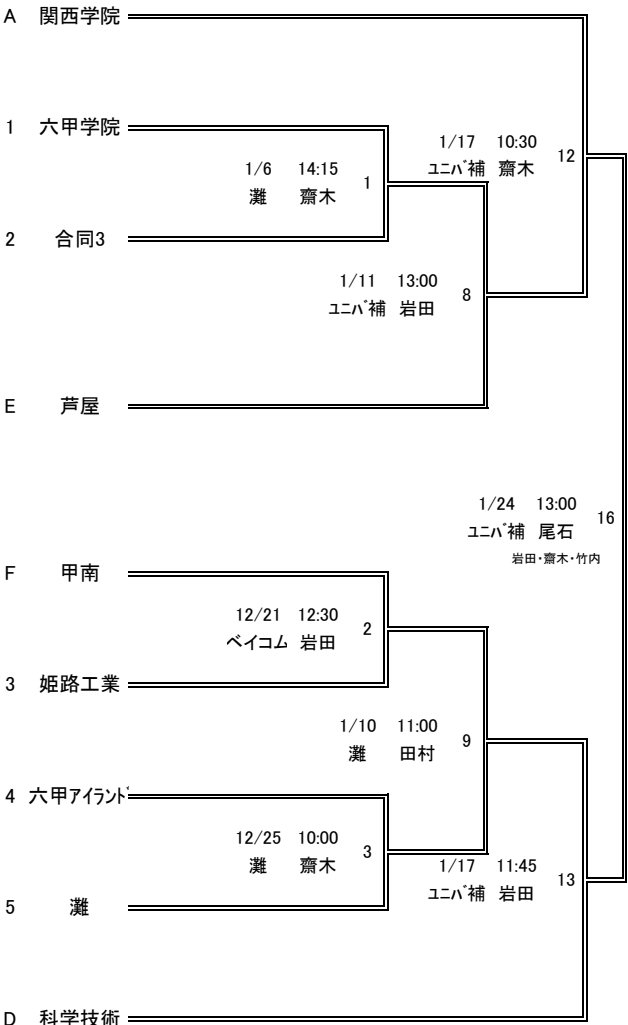 A 関西学院
1 六甲学院
1/17 10:30
ユニバ補 齋木
12
1/6 14:15
灘 齋木
1
2 合同3
1/11 13:00
ユニバ補 岩田
8
E 芦屋
1/24 13:00
ユニバ補 尾石
16
岩田・齋木・竹内
F 甲南
12/21 12:30
ベイコム 岩田
2
3 姫路工業
1/10 11:00
灘 田村
9
4 六甲アイランド
12/25 10:00
灘 齋木
3
1/17 11:45
ユニバ補 岩田
13
5 灘
D 科学技術